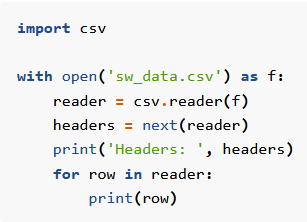 import csv

with open('sw_data.csv') as f:
    reader = csv.reader(f)
    headers = next(reader)
    print('Headers: ', headers)
    for row in reader:
        print(row)